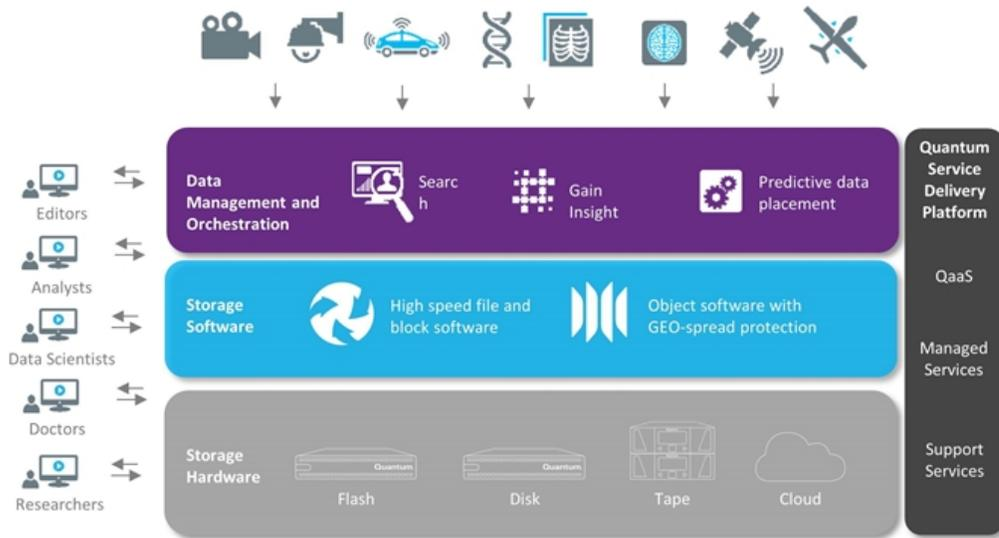 Editors
Analysts
Data Scientists
Doctors
Researchers
Data
Management and
Orchestration
Searc
h
Gain
Insight
Predictive data
placement
Storage
Software
High speed file and
block software
Object software with
GEO-spread protection
Storage
Hardware
Quantum
Flash
Quantum
Disk
Tape
Cloud
Quantum
Service
Delivery
Platform
QaaS
Managed
Services
Support
Services